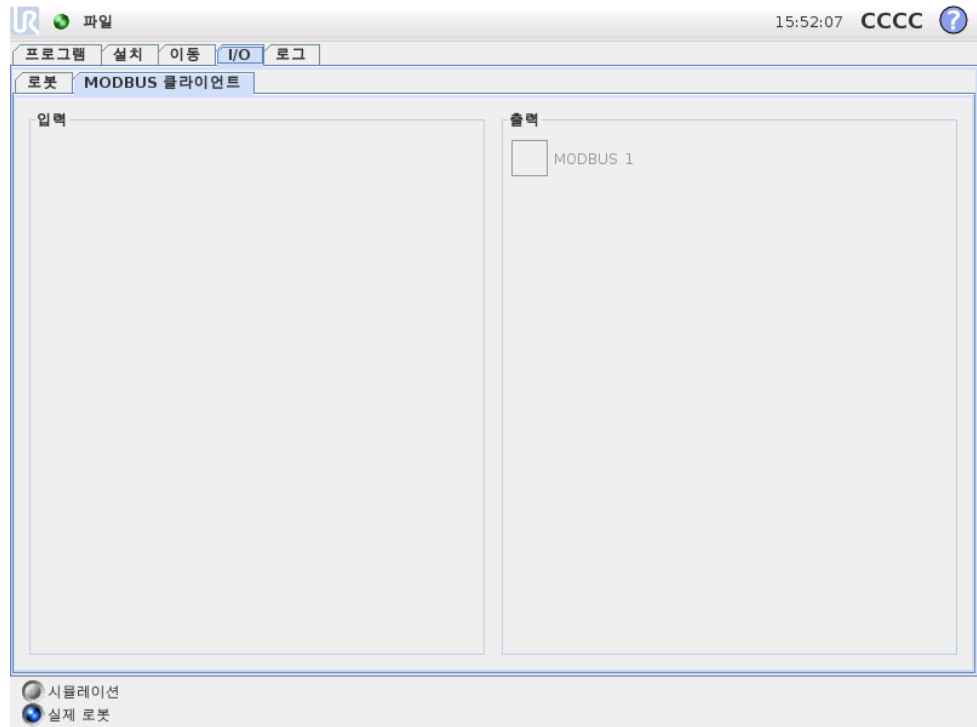 UR 파일 15:52:07 CCCC ?
프로그램 설치 이동 I/O 로그
로봇 MODBUS 클라이언트
입력 출력
MODBUS 1
시뮬레이션
실제 로봇